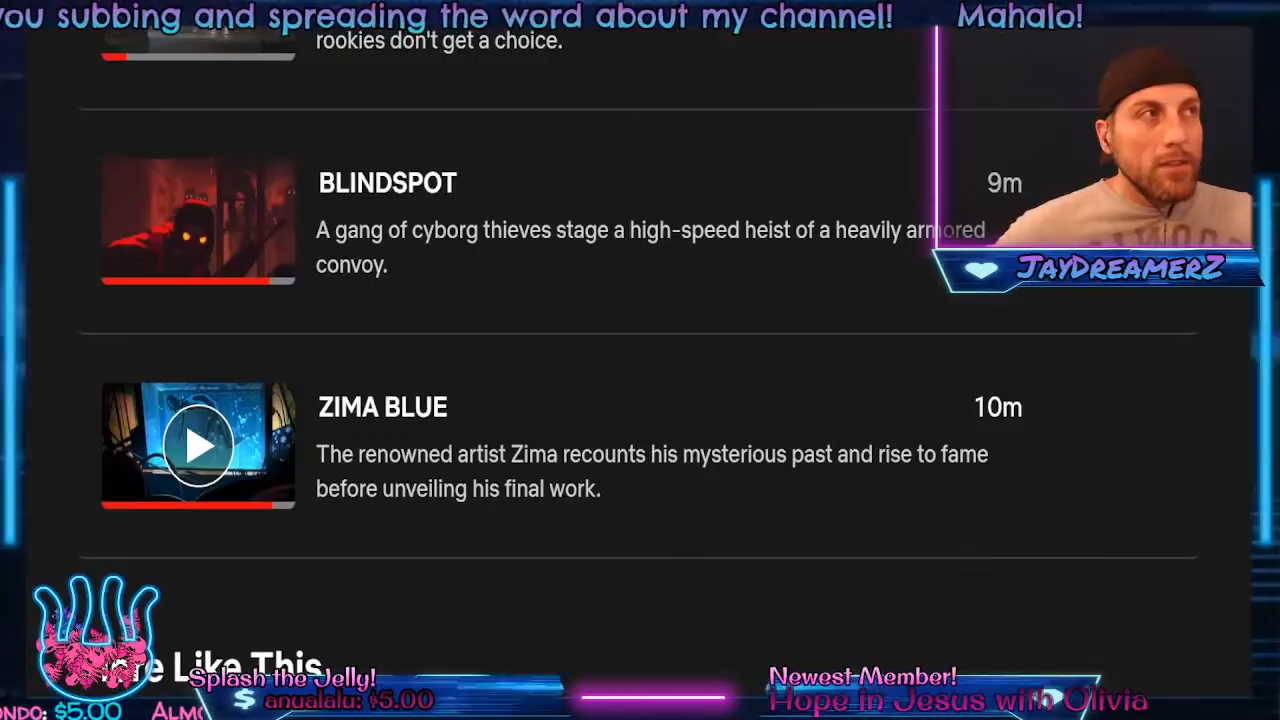 you subbing and spreading the word about my channel! Mahalo!
rookies don't get a choice.
BLINDSPOT
9m
A gang of cyborg thieves stage a high-speed heist of a heavily armored
convoy.
JayDreamerZ
ZIMA BLUE
10m
The renowned artist Zima recounts his mysterious past and rise to fame
before unveiling his final work.
Like This
Splash the Jelly!
$ anualalu: $5.00
Newest Member!
Hope in Jesus with Olivia
$5.00